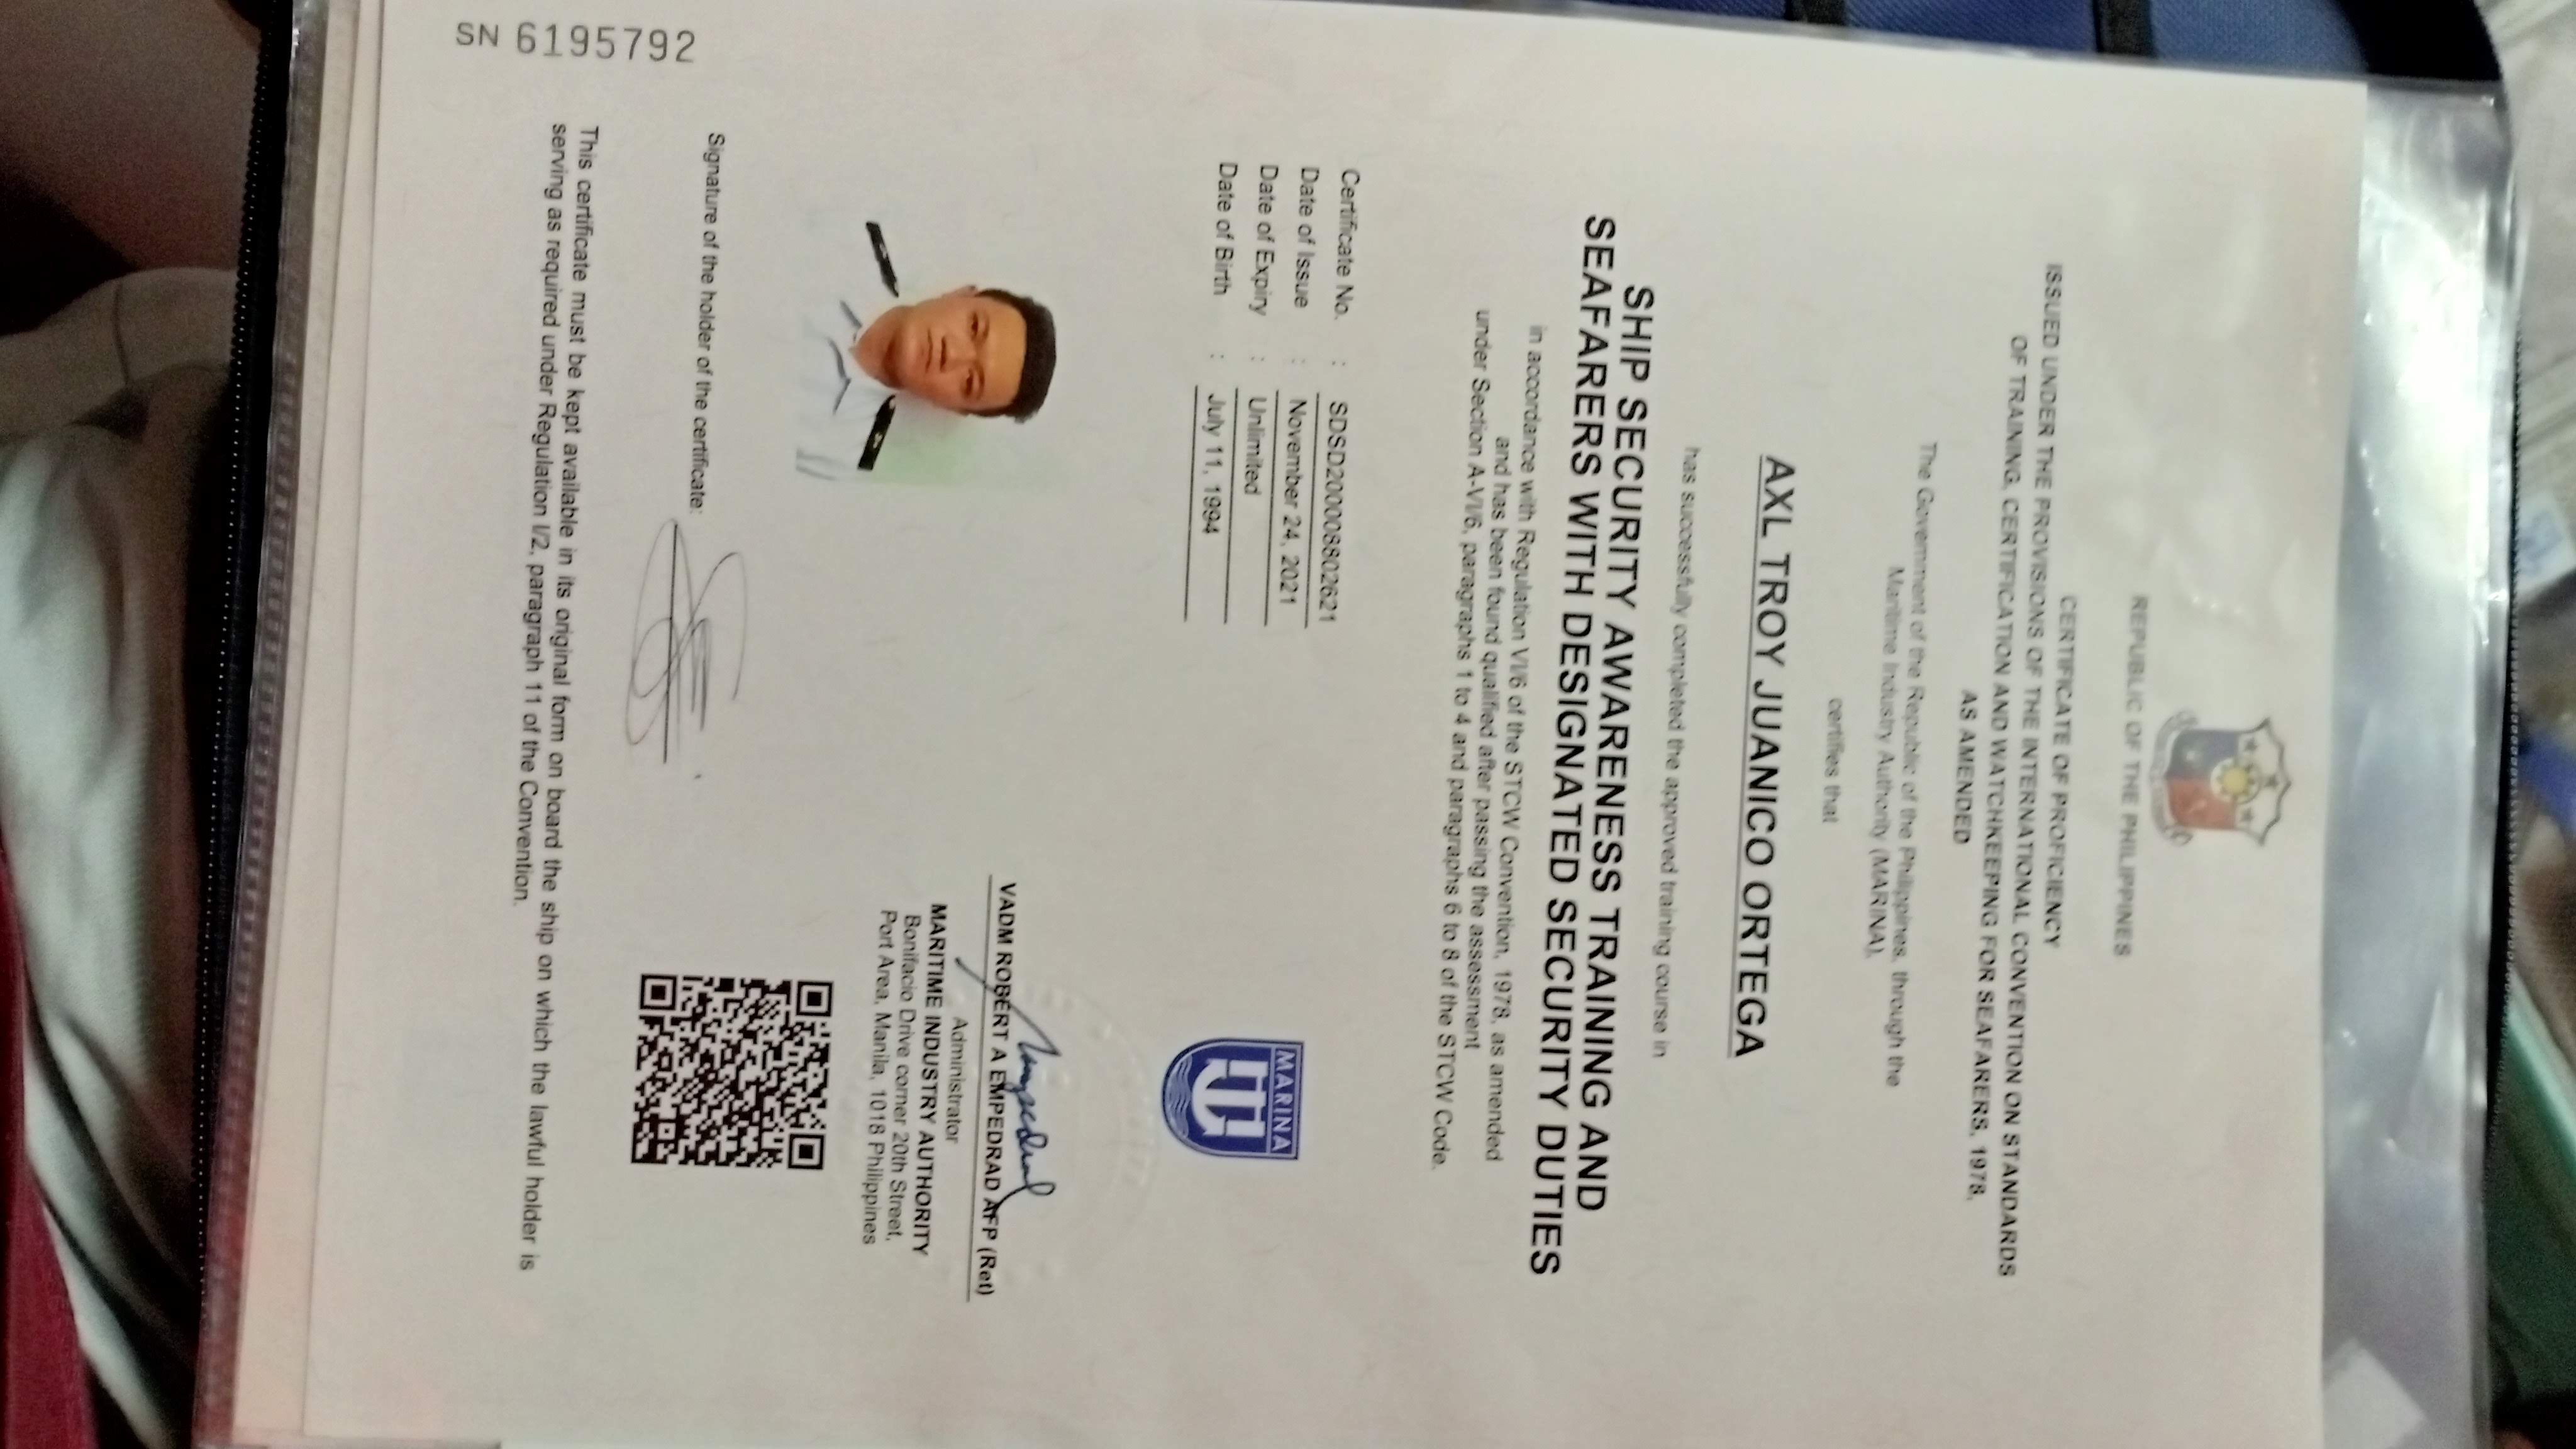 REPUBLIC OF THE PHILIPPINES
CERTIFICATE OF PROFICIENCY
ISSUED UNDER THE PROVISIONS OF THE INTERNATIONAL CONVENTION ON STANDARDS
OF TRAINING, CERTIFICATION AND WATCHKEEPING FOR SEAFARERS, 1978,
AS AMENDED
The Government of the Republic of the Philippines, through the
Maritime Industry Authority (MARINA),
certifies that
AXL TROY JUANICO ORTEGA
has successfully completed the approved training course in
SHIP SECURITY AWARENESS TRAINING AND
SEAFARERS WITH DESIGNATED SECURITY DUTIES
in accordance with Regulation VI/6 of the STCW Convention, 1978, as amended
and has been found qualified after passing the assessment
under Section A-VI/6, paragraphs 1 to 4 and paragraphs 6 to 8 of the STCW Code.
Certificate No. : SDSD200008802621
Date of Issue : November 24, 2021
Date of Expiry : Unlimited
Date of Birth : July 11, 1994
MARINA
VADM ROBERT A EMPEDRAD AFP (Ret)
Administrator
MARITIME INDUSTRY AUTHORITY
Bonifacio Drive corner 20th Street,
Port Area, Manila, 1018 Philippines
Signature of the holder of the certificate:
This certificate must be kept available in its original form on board the ship on which the lawful holder is
serving as required under Regulation I/2, paragraph 11 of the Convention.
SN 6195792